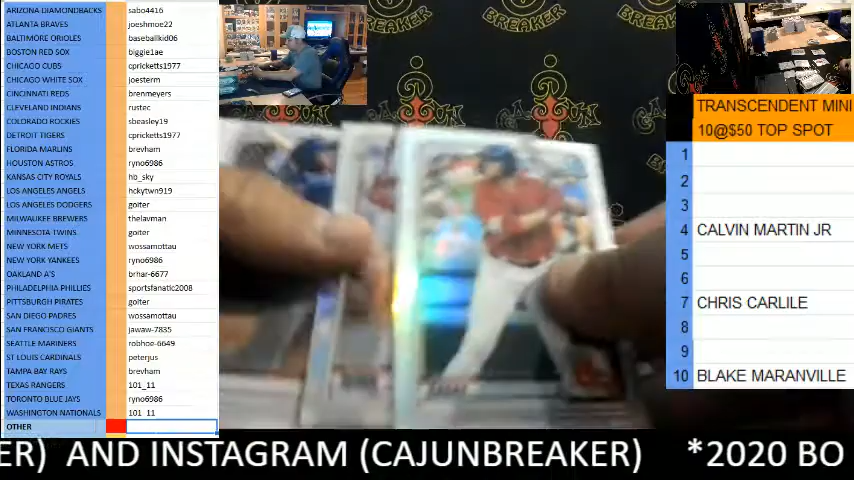 ARIZONA DIAMONDBACKS sabo4416
ATLANTA BRAVES joeshmoe22
BALTIMORE ORIOLES baseballkid06
BOSTON RED SOX biggie1ae
CHICAGO CUBS cpricketts1977
CHICAGO WHITE SOX joesterm
CINCINNATI REDS brenmeyers
CLEVELAND INDIANS rustec
COLORADO ROCKIES sbeasley19
DETROIT TIGERS cpricketts1977
FLORIDA MARLINS brevham
HOUSTON ASTROS ryno6986
KANSAS CITY ROYALS hb_sky
LOS ANGELES ANGELS hckytwn919
LOS ANGELES DODGERS golter
MILWAUKEE BREWERS thelavman
MINNESOTA TWINS golter
NEW YORK METS wossamottau
NEW YORK YANKEES ryno6986
OAKLAND A'S brhar-6677
PHILADELPHIA PHILLIES sportsfanatic2008
PITTSBURGH PIRATES golter
SAN DIEGO PADRES wossamottau
SAN FRANCISCO GIANTS jawaw-7835
SEATTLE MARINERS robhoe-6649
ST LOUIS CARDINALS peterjus
TAMPA BAY RAYS brevham
TEXAS RANGERS 101_11
TORONTO BLUE JAYS ryno6986
WASHINGTON NATIONALS 101_11
OTHER
BREAKER
CAJUN
TRANSCENDENT MINI
10@$50 TOP SPOT
1
2
3
4 CALVIN MARTIN JR
5
6
7 CHRIS CARLILE
8
9
10 BLAKE MARANVILLE
ER) AND INSTAGRAM (CAJUNBREAKER) *2020 BO